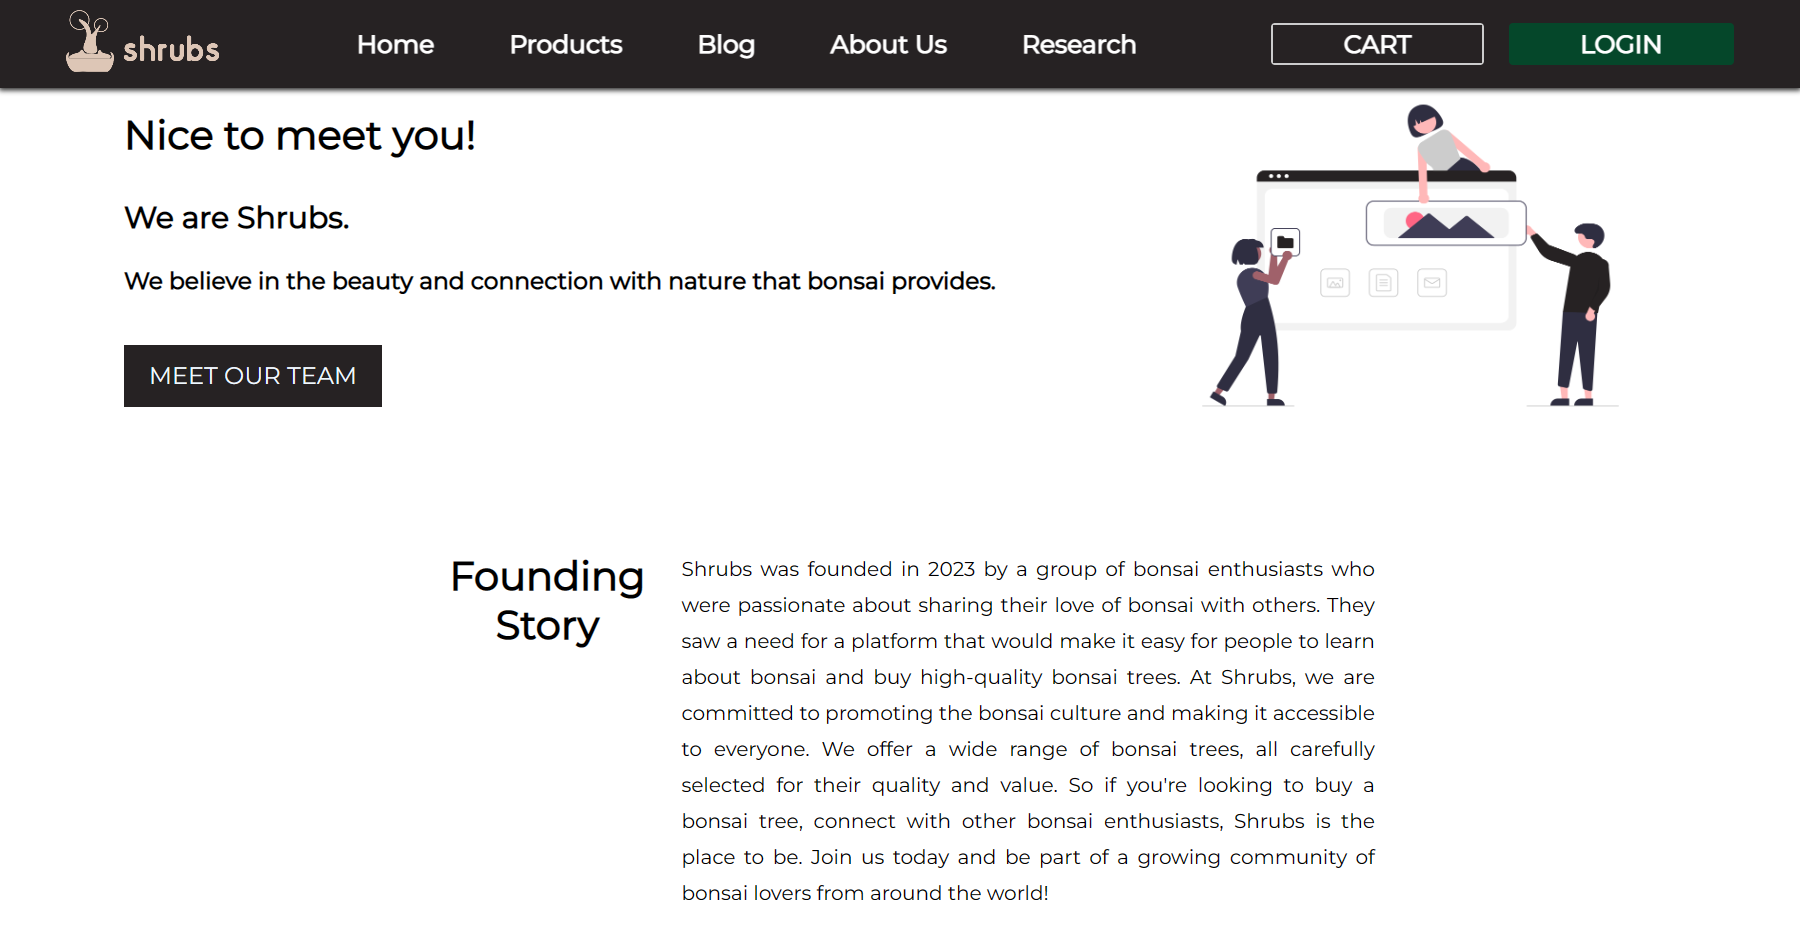 shrubs
Home
Products
Blog
About Us
Research
CART
LOGIN
Nice to meet you!
We are Shrubs.
We believe in the beauty and connection with nature that bonsai provides.
MEET OUR TEAM
Founding
Story
Shrubs was founded in 2023 by a group of bonsai enthusiasts who
were passionate about sharing their love of bonsai with others. They
saw a need for a platform that would make it easy for people to learn
about bonsai and buy high-quality bonsai trees. At Shrubs, we are
committed to promoting the bonsai culture and making it accessible
to everyone. We offer a wide range of bonsai trees, all carefully
selected for their quality and value. So if you're looking to buy a
bonsai tree, connect with other bonsai enthusiasts, Shrubs is the
place to be. Join us today and be part of a growing community of
bonsai lovers from around the world!